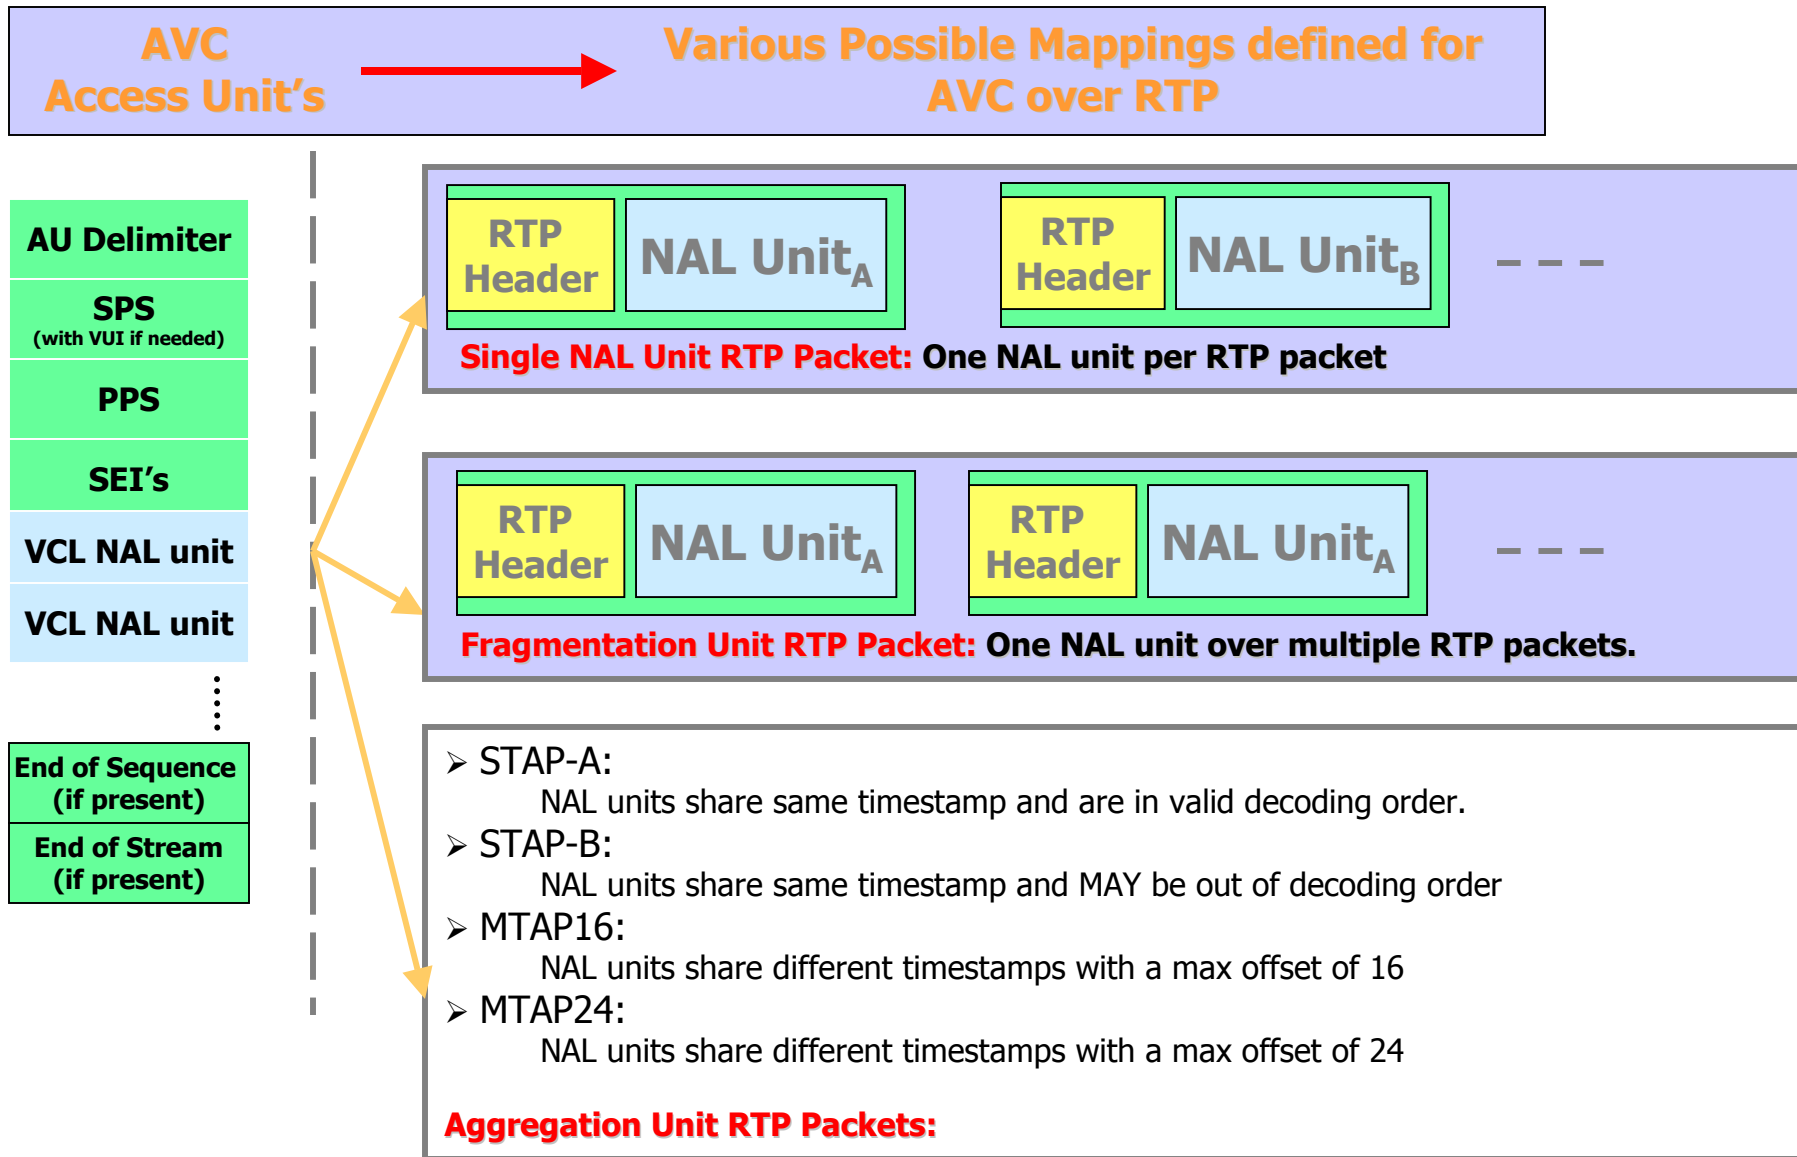 AVC
Access Unit’s
Various Possible Mappings defined for
AVC over RTP
AU Delimiter
SPS
(with VUI if needed)
PPS
SEI’s
VCL NAL unit
VCL NAL unit
End of Sequence
(if present)
End of Stream
(if present)
RTP
Header
NAL UnitA
RTP
Header
NAL UnitB
Single NAL Unit RTP Packet: One NAL unit per RTP packet
RTP
Header
NAL UnitA
RTP
Header
NAL UnitA
Fragmentation Unit RTP Packet: One NAL unit over multiple RTP packets.
➢ STAP-A:
NAL units share same timestamp and are in valid decoding order.
➢ STAP-B:
NAL units share same timestamp and MAY be out of decoding order
➢ MTAP16:
NAL units share different timestamps with a max offset of 16
➢ MTAP24:
NAL units share different timestamps with a max offset of 24
Aggregation Unit RTP Packets: